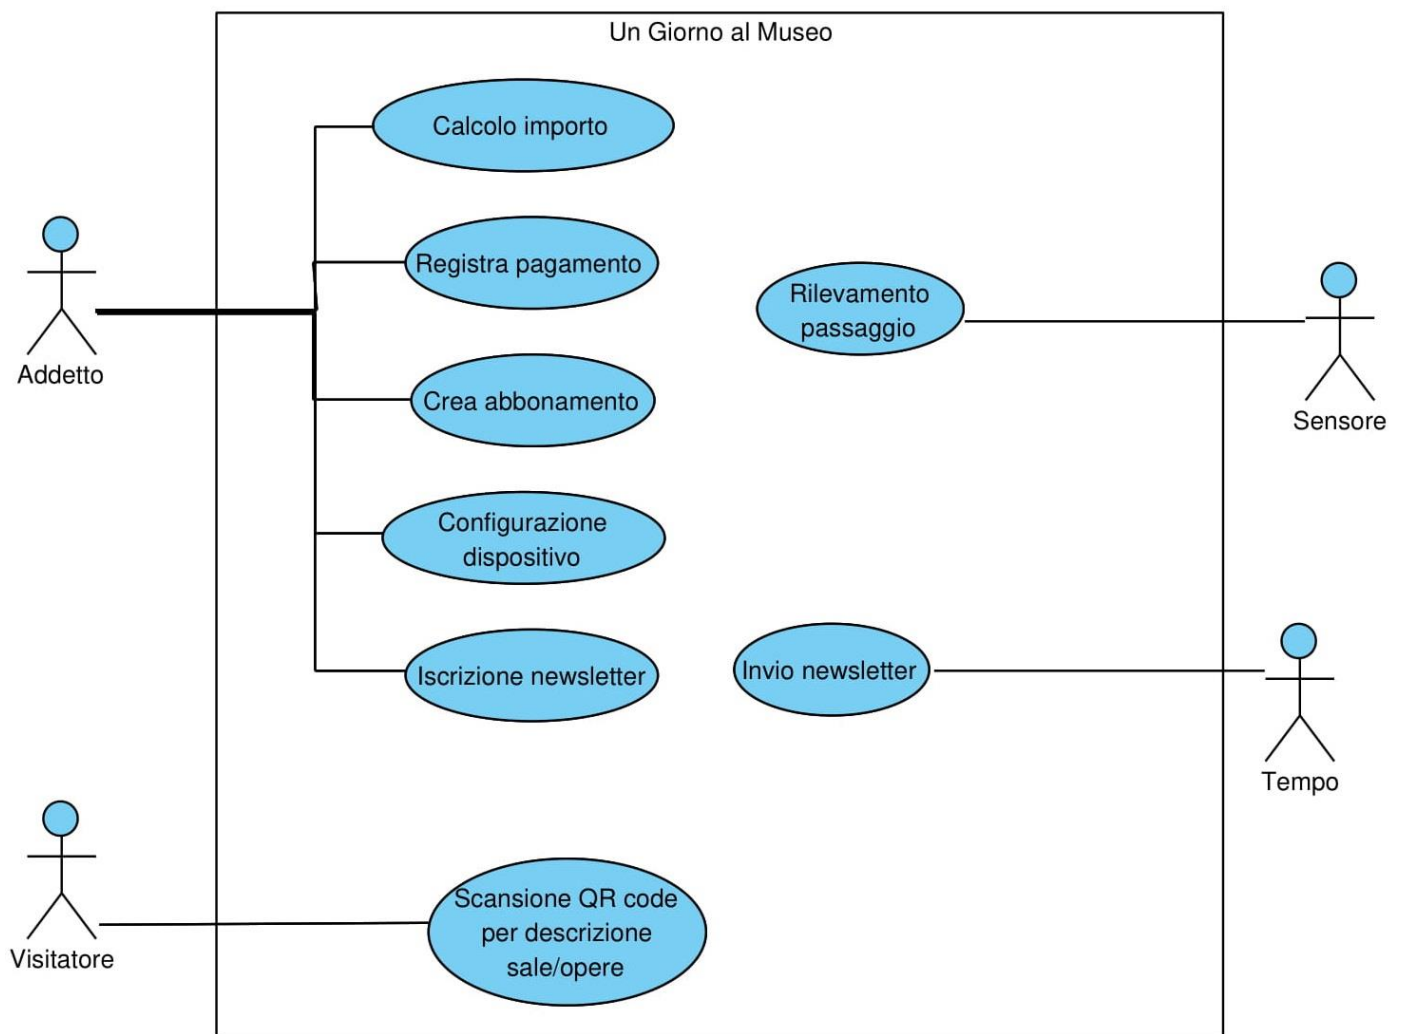 Un Giorno al Museo
Calcolo importo
Registra pagamento
Rilevamento
passaggio
Addetto
Crea abbonamento
Sensore
Configurazione
dispositivo
Iscrizione newsletter
Invio newsletter
Tempo
Scansione QR code
per descrizione
sale/opere
Visitatore